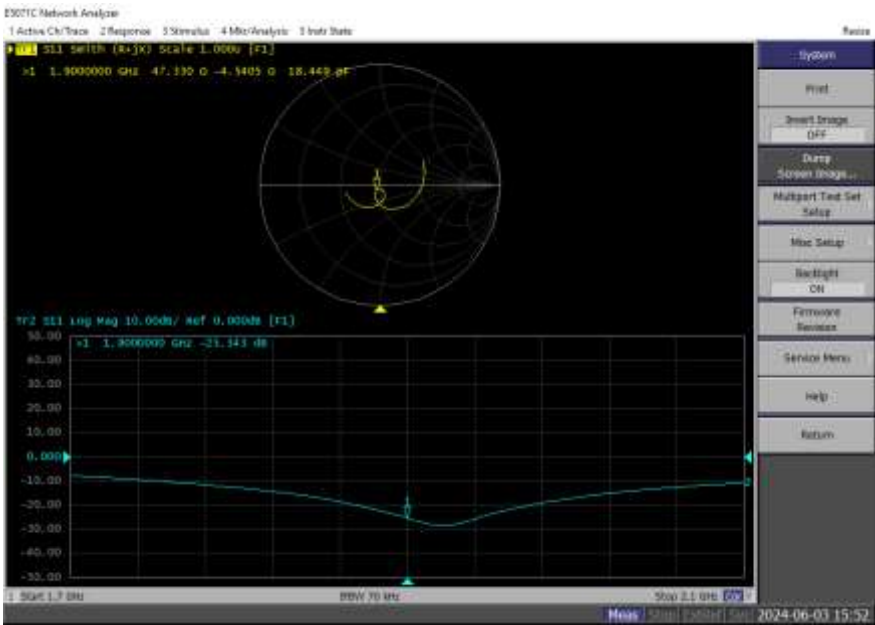 E5071C Network Analyzer
1 Active Ch/Trace 2 Response 3 Stimulus 4 Mkr/Analysis 5 Instr State
Resize
Tr1 S11 Smith (R+jX) Scale 1.000U [F1]
>1 1.9000000 GHz 47.330 Ω -4.5405 Ω 18.449 pF
Tr2 S11 Log Mag 10.00dB/ Ref 0.000dB [F1]
>1 1.9000000 GHz -25.343 dB
50.00
40.00
30.00
20.00
10.00
0.000
-10.00
-20.00
-30.00
-40.00
-50.00
1 Start 1.7 GHz IFBW 70 kHz Stop 2.1 GHz
Meas Stop ExtRef Svc 2024-06-03 15:52
System
Print
Invert Image
OFF
Dump
Screen Image...
Multiport Test Set
Setup
Misc Setup
Backlight
ON
Firmware
Revision
Service Menu
Help
Return